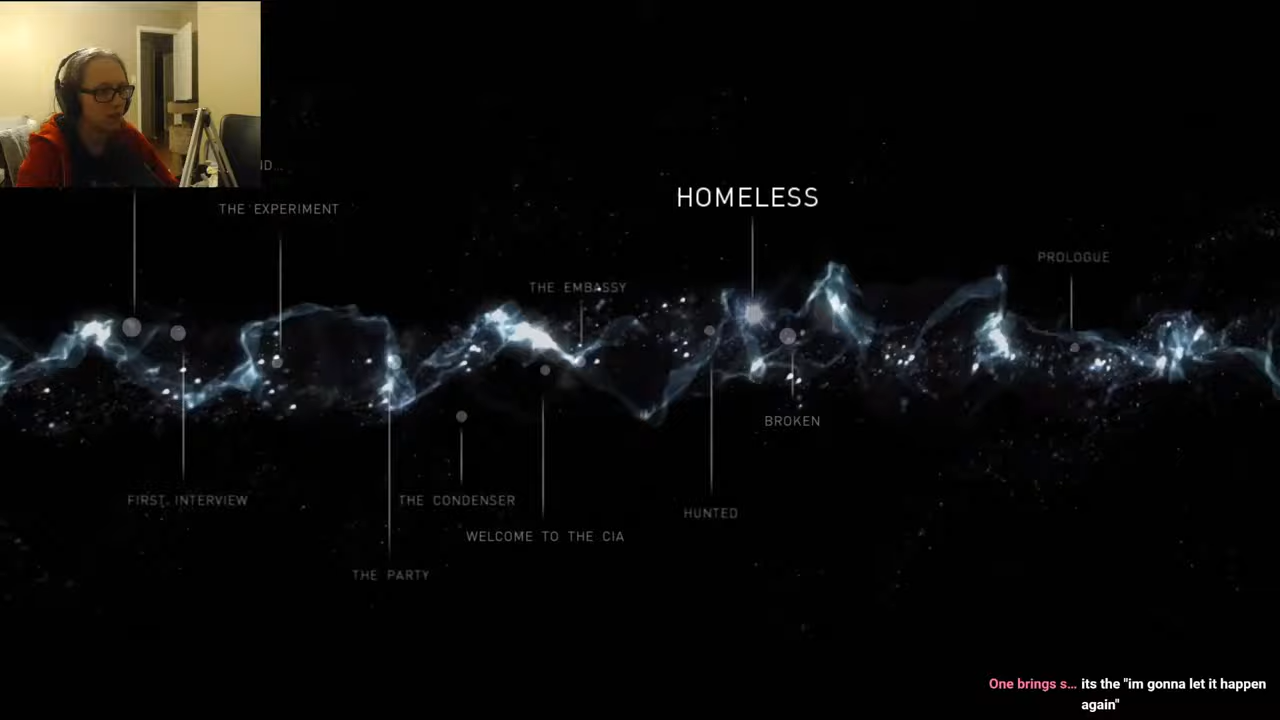 ND...
THE EXPERIMENT
HOMELESS
THE EMBASSY
PROLOGUE
BROKEN
FIRST INTERVIEW
THE CONDENSER
HUNTED
WELCOME TO THE CIA
THE PARTY
One brings s... its the "im gonna let it happen
again"